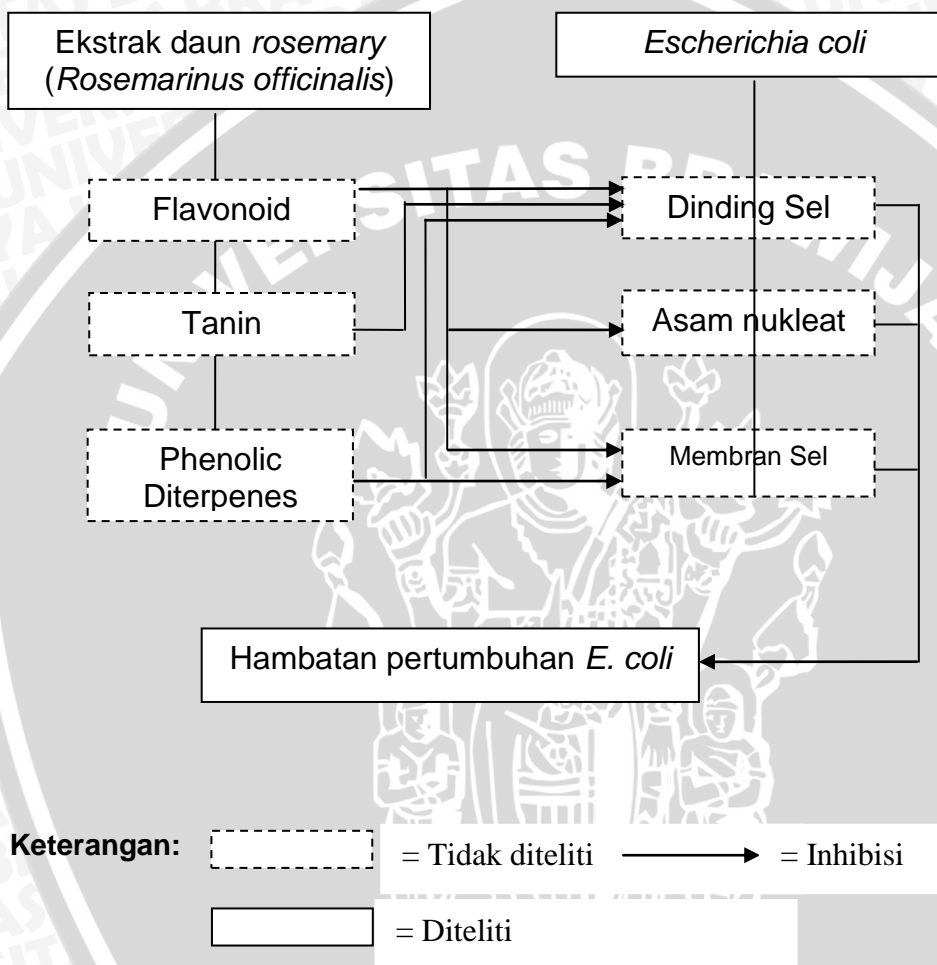 Ekstrak daun rosemary
(Rosemarinus officinalis)
Escherichia coli
Flavonoid
Dinding Sel
Tanin
Asam nukleat
Phenolic
Diterpenes
Membran Sel
Hambatan pertumbuhan E. coli
Keterangan:
= Tidak diteliti
= Inhibisi
= Diteliti